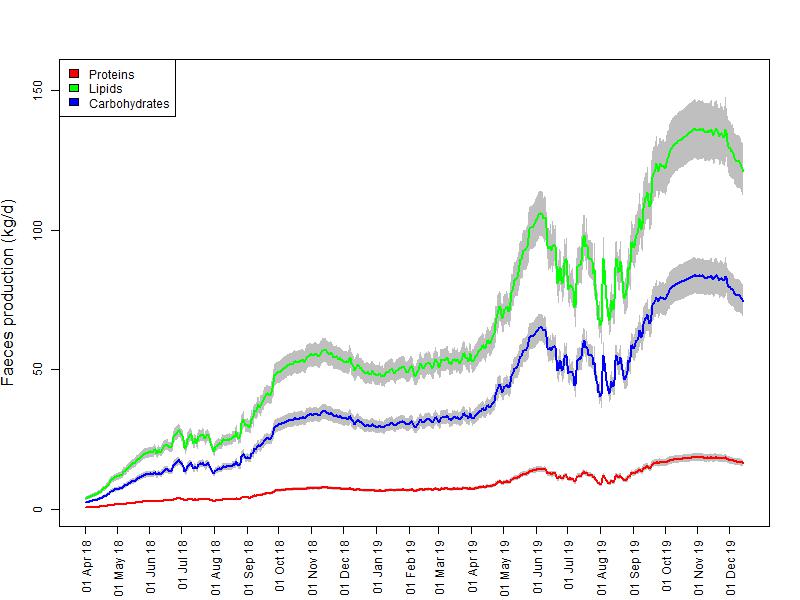 Proteins
Lipids
Carbohydrates
Faeces production (kg/d)
150
100
50
0
01 Apr 18
01 May 18
01 Jun 18
01 Jul 18
01 Aug 18
01 Sep 18
01 Oct 18
01 Nov 18
01 Dec 18
01 Jan 19
01 Feb 19
01 Mar 19
01 Apr 19
01 May 19
01 Jun 19
01 Jul 19
01 Aug 19
01 Sep 19
01 Oct 19
01 Nov 19
01 Dec 19